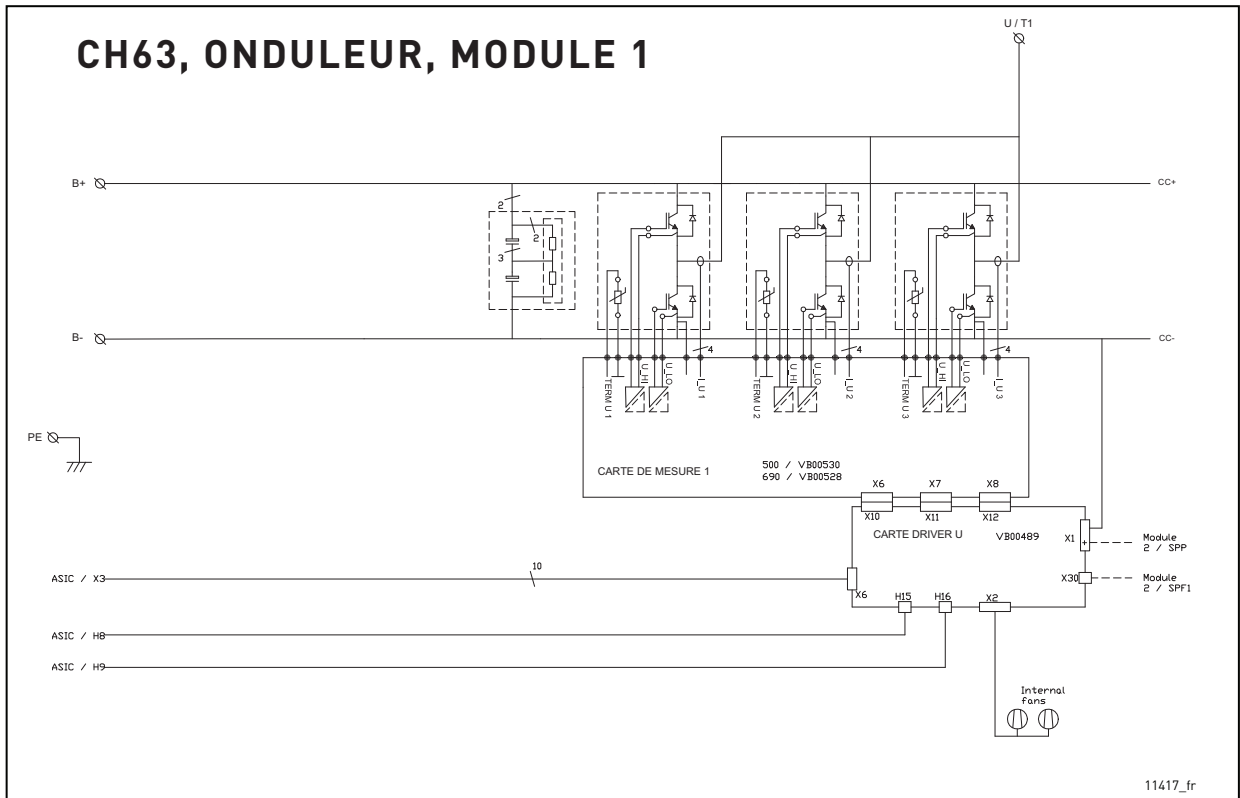 U / T1
CH63, ONDULEUR, MODULE 1
B+
CC+
2
2
3
B-
CC-
4
4
4
TERM U 1
U_HI
U_LO
I_U 1
TERM U 2
U_HI
U_LO
I_U 2
TERM U 3
U_HI
U_LO
I_U 3
PE
CARTE DE MESURE 1
500 / VB00530
690 / VB00528
X6
X7
X8
X10
X11
X12
CARTE DRIVER U
VB00489
X1
+
Module
2 / SPP
X30
Module
2 / SPF1
ASIC / X3
10
X6
H15
H16
X2
ASIC / H8
ASIC / H9
Internal
fans
11417_fr